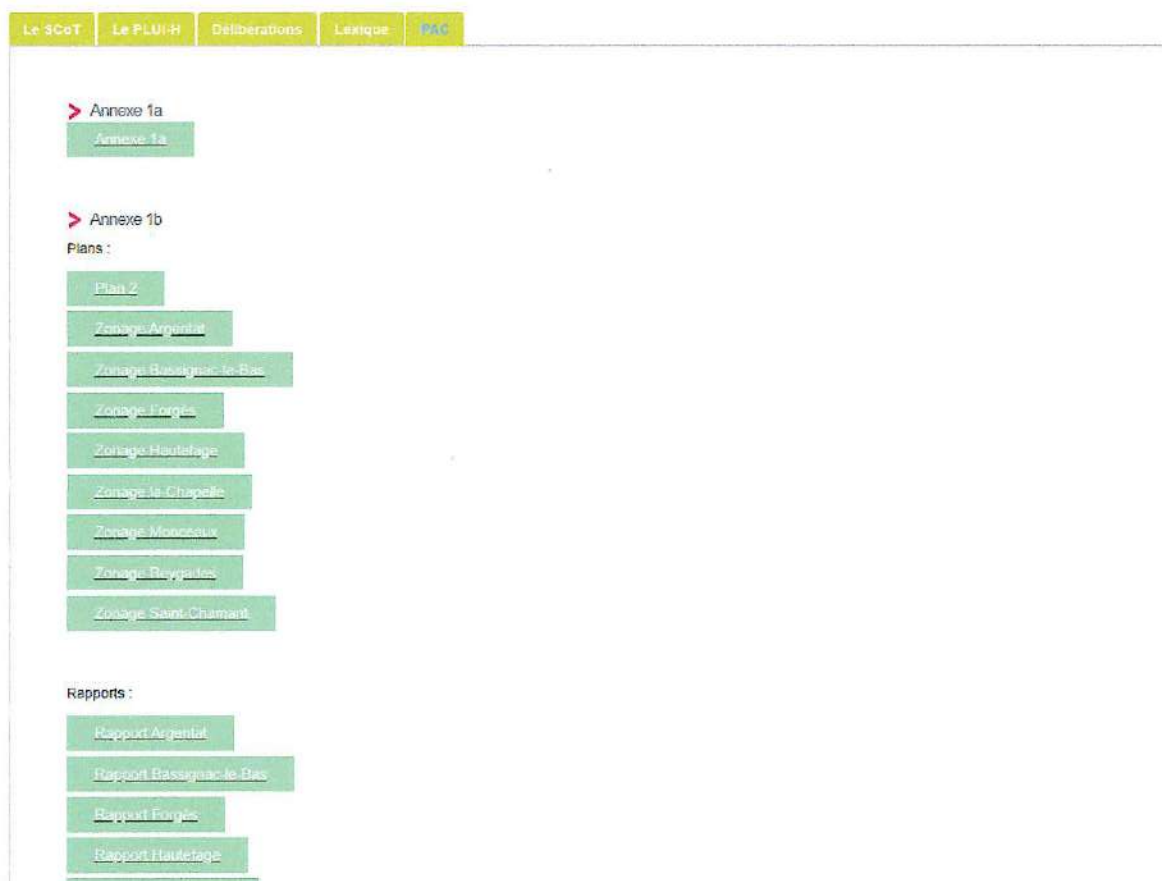 Le SCoT Le PLUI-H Délibérations Lexique PAC
> Annexe 1a
Annexe 1a
> Annexe 1b
Plans :
Plan 2
Zonage Argentat
Zonage Bassignac-le-Bas
Zonage Forgès
Zonage Hautefage
Zonage la-Chapelle
Zonage Monceaux
Zonage Reygades
Zonage Saint-Chamant
Rapports :
Rapport Argentat
Rapport Bassignac-le-Bas
Rapport Forgès
Rapport Hautefage